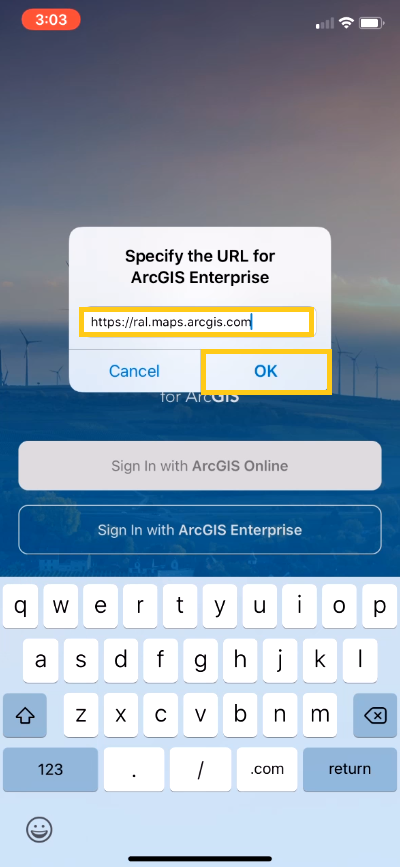 3:03
Specify the URL for
ArcGIS Enterprise
https://ral.maps.arcgis.com
Cancel OK
for ArcGIS
Sign In with ArcGIS Online
Sign In with ArcGIS Enterprise
q w e r t y u i o p
a s d f g h j k l
z x c v b n m
123 . / .com return